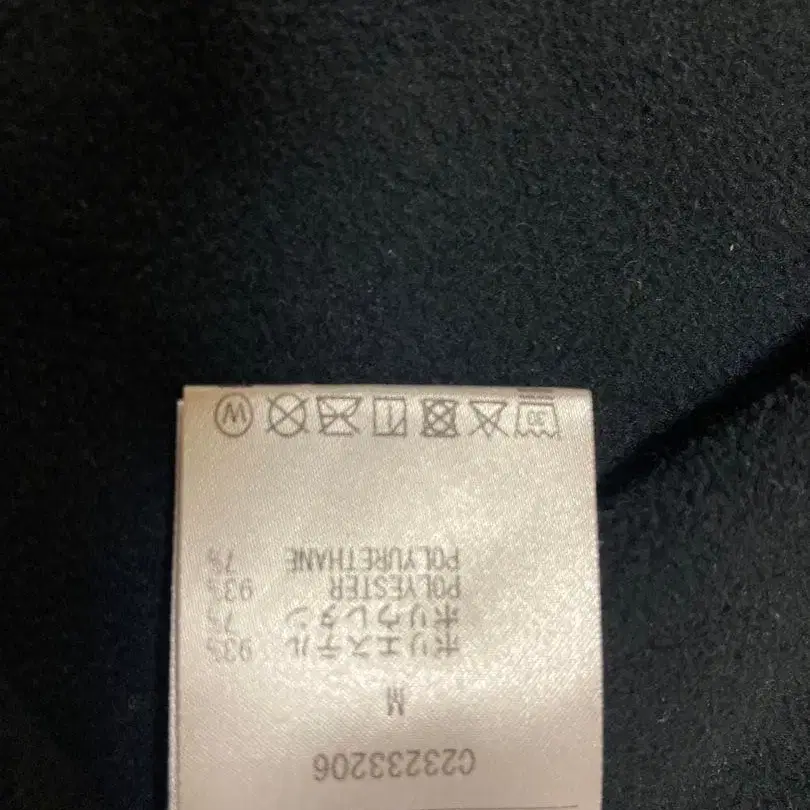 C23233206
M
ポリエステル 93%
ポリウレタン 7%
POLYESTER 93%
POLYURETHANE 7%
30
W